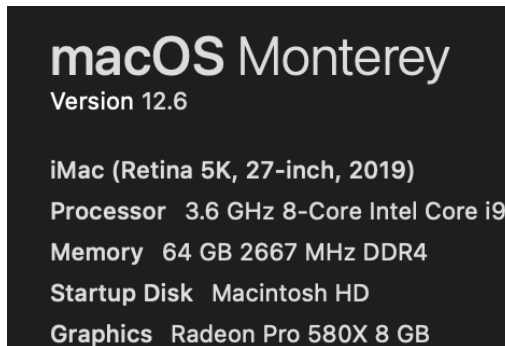 macOS Monterey
Version 12.6
iMac (Retina 5K, 27-inch, 2019)
Processor 3.6 GHz 8-Core Intel Core i9
Memory 64 GB 2667 MHz DDR4
Startup Disk Macintosh HD
Graphics Radeon Pro 580X 8 GB